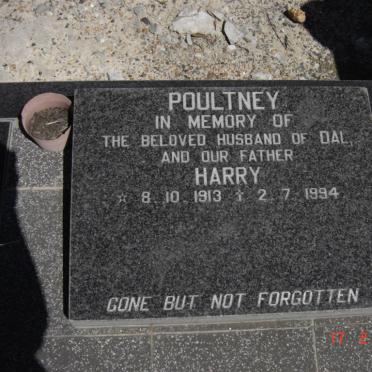 POULTNEY
IN MEMORY OF
THE BELOVED HUSBAND OF DAL,
AND OUR FATHER
HARRY
☆ 8.10.1913 ✝ 2.7.1994
GONE BUT NOT FORGOTTEN
17